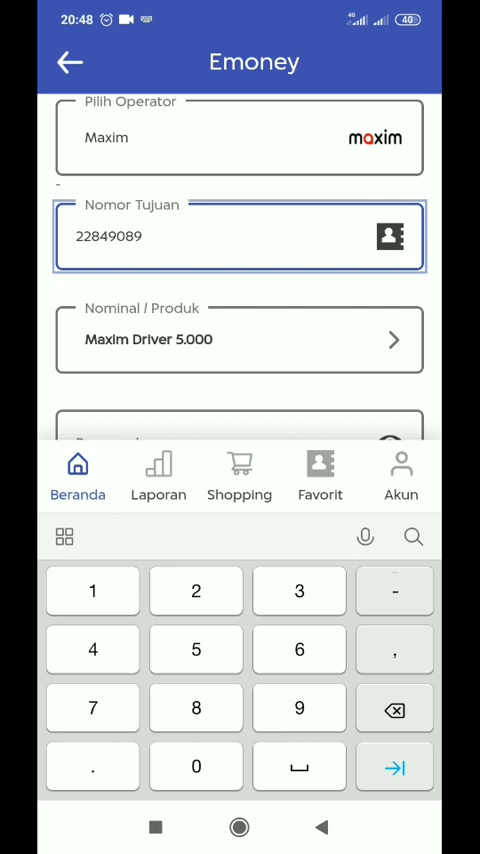 20:48 4G 40
Emoney
Pilih Operator
Maxim maxim
-
Nomor Tujuan
22849089
Nominal / Produk
Maxim Driver 5.000
Beranda Laporan Shopping Favorit Akun
1 2 3 -
4 5 6 ,
7 8 9
. 0